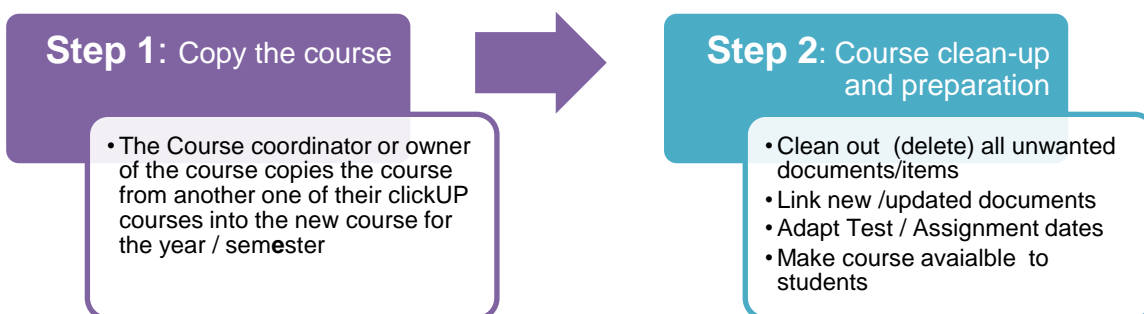 Step 1: Copy the course
• The Course coordinator or owner
of the course copies the course
from another one of their clickUP
courses into the new course for
the year / semester
Step 2: Course clean-up
and preparation
• Clean out (delete) all unwanted
documents/items
• Link new /updated documents
• Adapt Test / Assignment dates
• Make course avaialble to
students